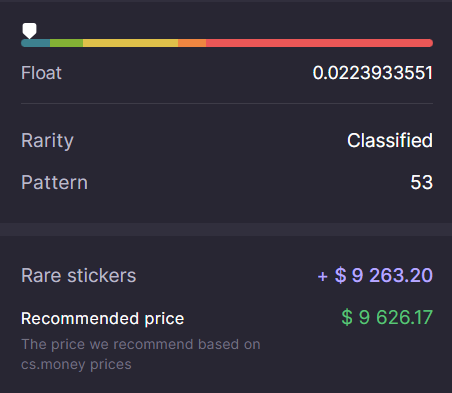 Float 0.0223933551
Rarity Classified
Pattern 53
Rare stickers + $ 9 263.20
Recommended price $ 9 626.17
The price we recommend based on
cs.money prices